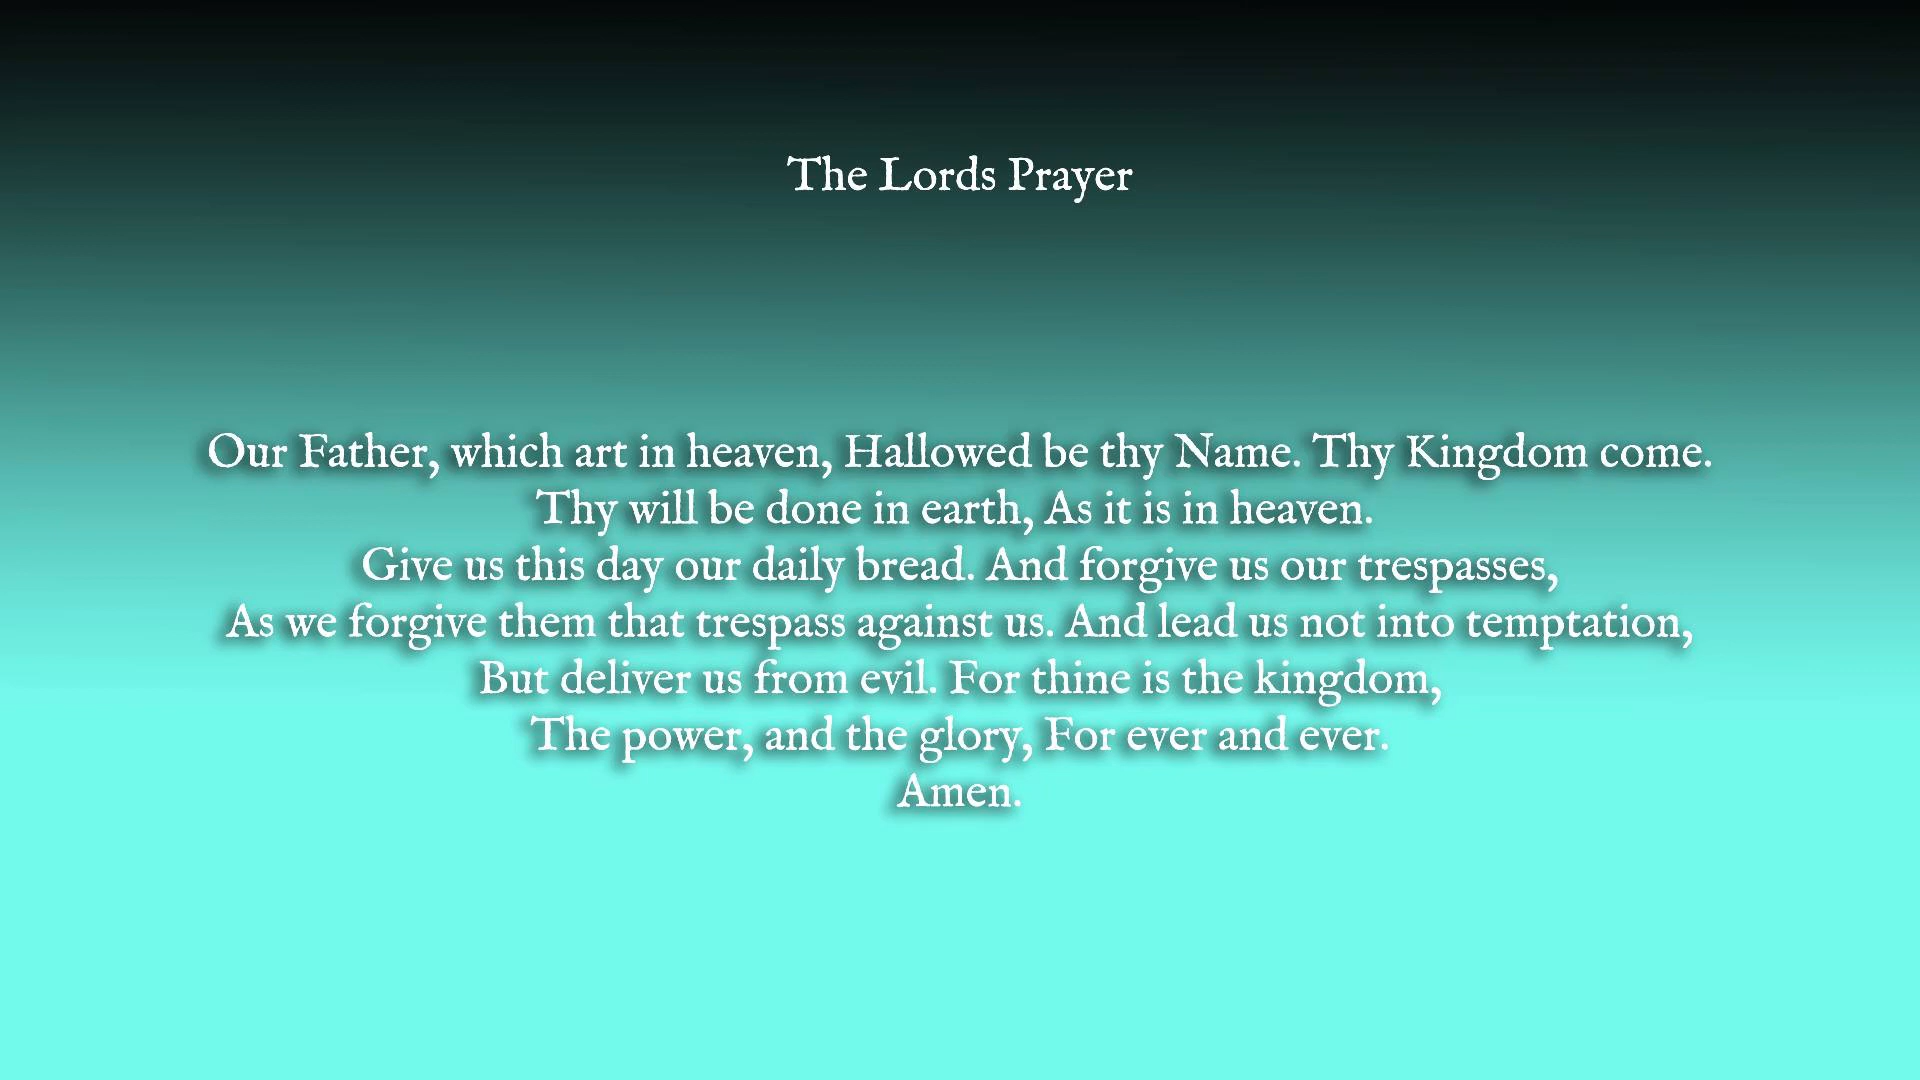 The Lords Prayer
Our Father, which art in heaven, Hallowed be thy Name. Thy Kingdom come.
Thy will be done in earth, As it is in heaven.
Give us this day our daily bread. And forgive us our trespasses,
As we forgive them that trespass against us. And lead us not into temptation,
But deliver us from evil. For thine is the kingdom,
The power, and the glory, For ever and ever.
Amen.